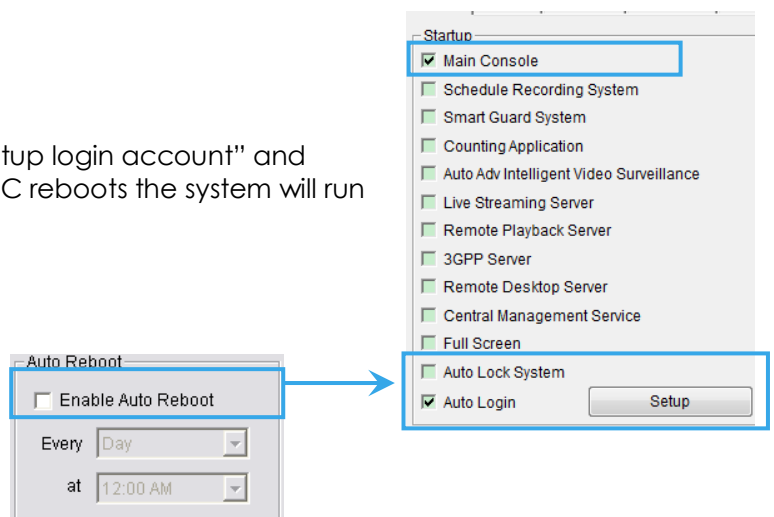 Startup
Main Console
Schedule Recording System
Smart Guard System
Counting Application
Auto Adv Intelligent Video Surveillance
Live Streaming Server
Remote Playback Server
3GPP Server
Remote Desktop Server
Central Management Service
Full Screen
Auto Lock System
Auto Login Setup
tup login account” and
C reboots the system will run
Auto Reboot
Enable Auto Reboot
Every Day
at 12:00 AM